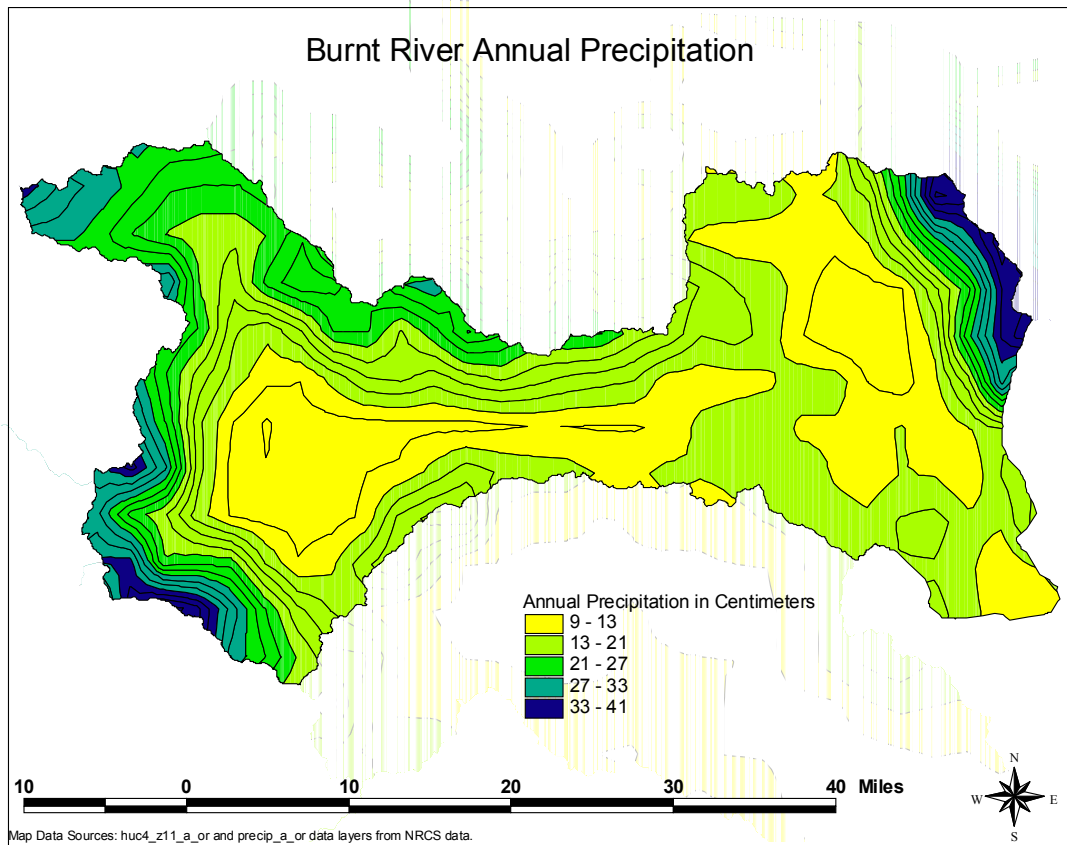 Burnt River Annual Precipitation
Annual Precipitation in Centimeters
9 - 13
13 - 21
21 - 27
27 - 33
33 - 41
10 0 10 20 30 40 Miles
N
W E
S
Map Data Sources: huc4_z11_a_or and precip_a_or data layers from NRCS data.